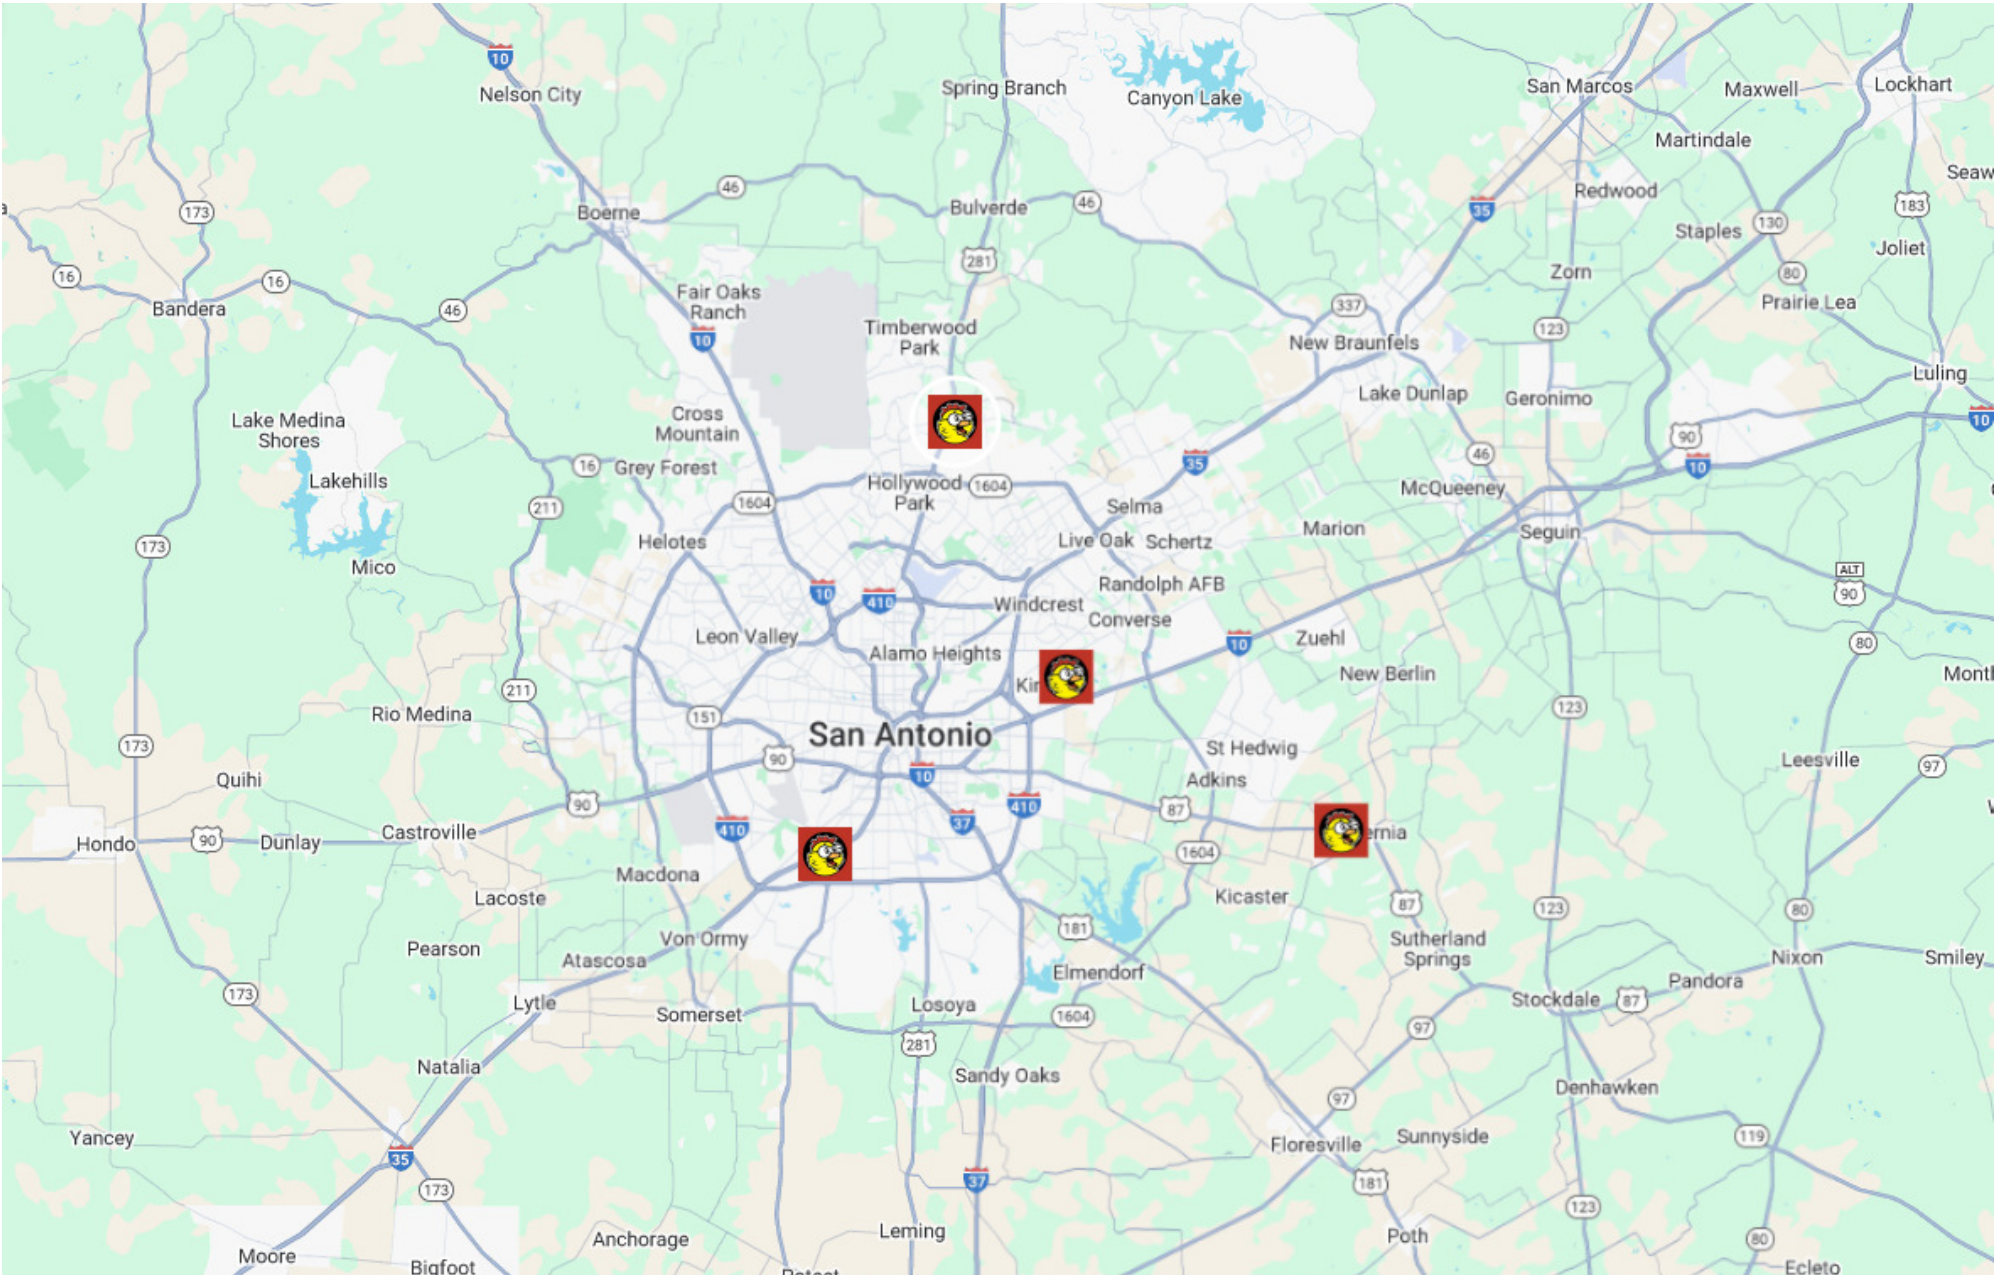 10
Nelson City
Spring Branch
Canyon Lake
San Marcos
Maxwell
Lockhart
Martindale
Seaw
46
173
Boerne
Bulverde
46
35
Redwood
183
130
Staples
Joliet
281
16
16
Zorn
80
Bandera
46
Fair Oaks
Ranch
Prairie Lea
337
10
Timberwood
Park
123
New Braunfels
Luling
Lake Dunlap
Geronimo
Cross
Mountain
Lake Medina
Shores
10
90
16
Grey Forest
35
46
10
Lakehills
Hollywood
Park
1604
McQueeney
1604
211
Selma
Marion
Seguin
173
Helotes
Live Oak
Schertz
Mico
ALT
90
10
410
Randolph AFB
Windcrest
Converse
Leon Valley
Zuehl
10
80
Alamo Heights
New Berlin
Mont
211
Kir
Rio Medina
151
123
San Antonio
173
St Hedwig
90
Leesville
97
Quihi
10
Adkins
90
410
87
Castroville
410
37
ernia
Hondo
90
Dunlay
1604
Macdona
Lacoste
Kicaster
87
123
80
181
Pearson
Von Ormy
Sutherland
Springs
Atascosa
Elmendorf
Nixon
Smiley
173
Lytle
Pandora
Losoya
Stockdale
87
Somerset
1604
97
281
Natalia
Sandy Oaks
Denhawken
97
Yancey
Floresville
Sunnyside
119
35
37
173
181
123
Leming
Anchorage
Poth
80
Moore
Bigfoot
Ecleto